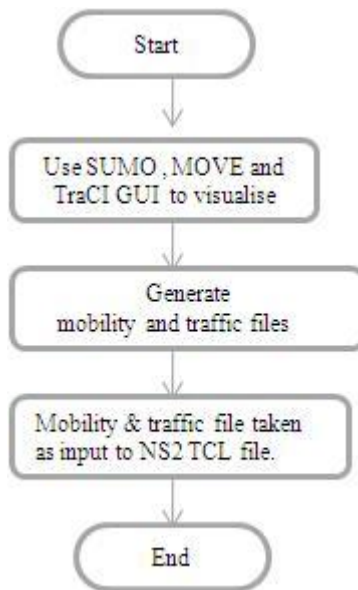 Start
Use SUMO , MOVE and
TraCI GUI to visualise
Generate
mobility and traffic files
Mobility & traffic file taken
as input to NS2 TCL file.
End